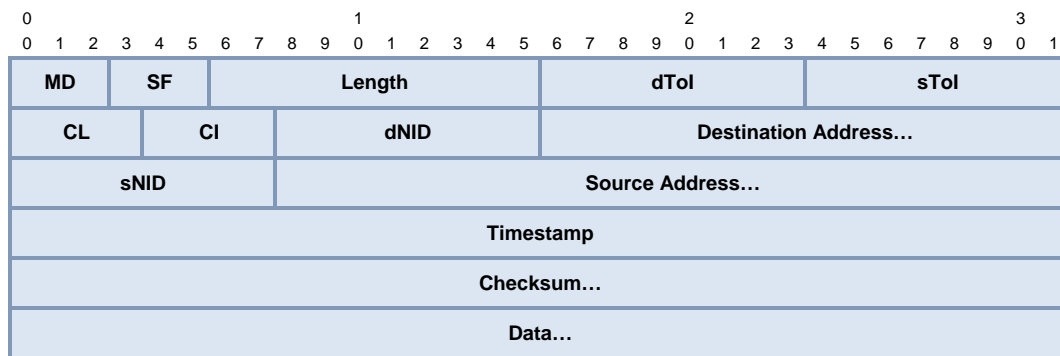 0 1 2 3
0 1 2 3 4 5 6 7 8 9 0 1 2 3 4 5 6 7 8 9 0 1 2 3 4 5 6 7 8 9 0 1
MD SF Length dToI sToI
CL CI dNID Destination Address…
sNID Source Address…
Timestamp
Checksum…
Data…